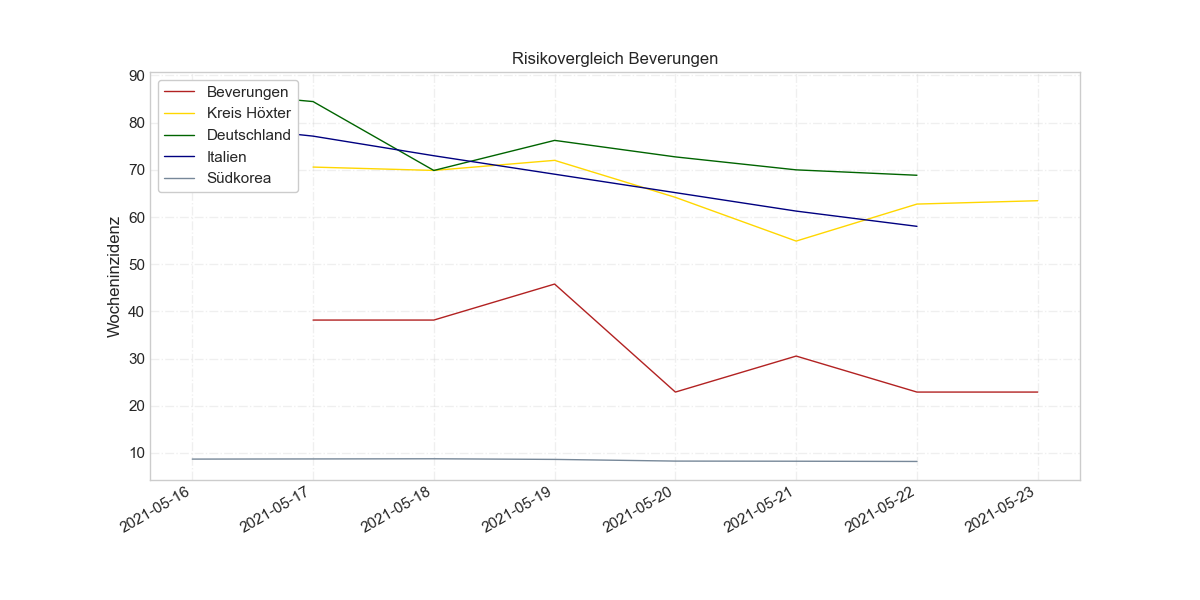 Risikovergleich Beverungen
Wocheninzidenz
90
80
70
60
50
40
30
20
10
Beverungen
Kreis Höxter
Deutschland
Italien
Südkorea
2021-05-16
2021-05-17
2021-05-18
2021-05-19
2021-05-20
2021-05-21
2021-05-22
2021-05-23